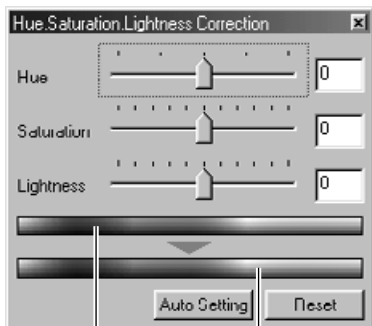 Hue.Saturation.Lightness Correction
Hue 0
Saturation 0
Lightness 0
Auto Setting Reset